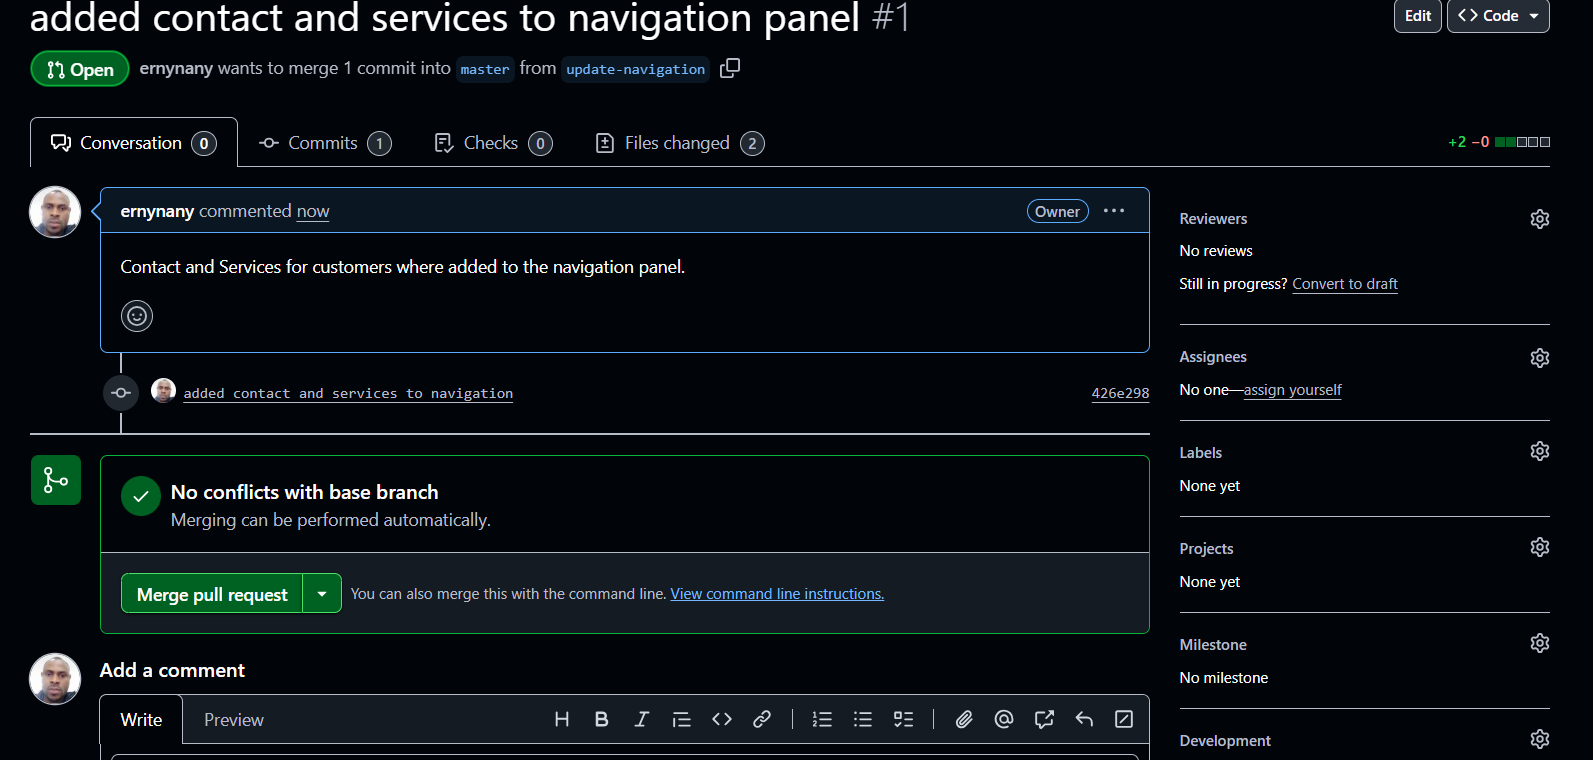 added contact and services to navigation panel #1
Edit
Code
Open
ernynany wants to merge 1 commit into master from update-navigation
Conversation 0
Commits 1
Checks 0
Files changed 2
+2 −0
ernynany commented now
Owner
Contact and Services for customers where added to the navigation panel.
added contact and services to navigation
426e298
No conflicts with base branch
Merging can be performed automatically.
Merge pull request
You can also merge this with the command line. View command line instructions.
Add a comment
Write
Preview
Reviewers
No reviews
Still in progress? Convert to draft
Assignees
No one—assign yourself
Labels
None yet
Projects
None yet
Milestone
No milestone
Development